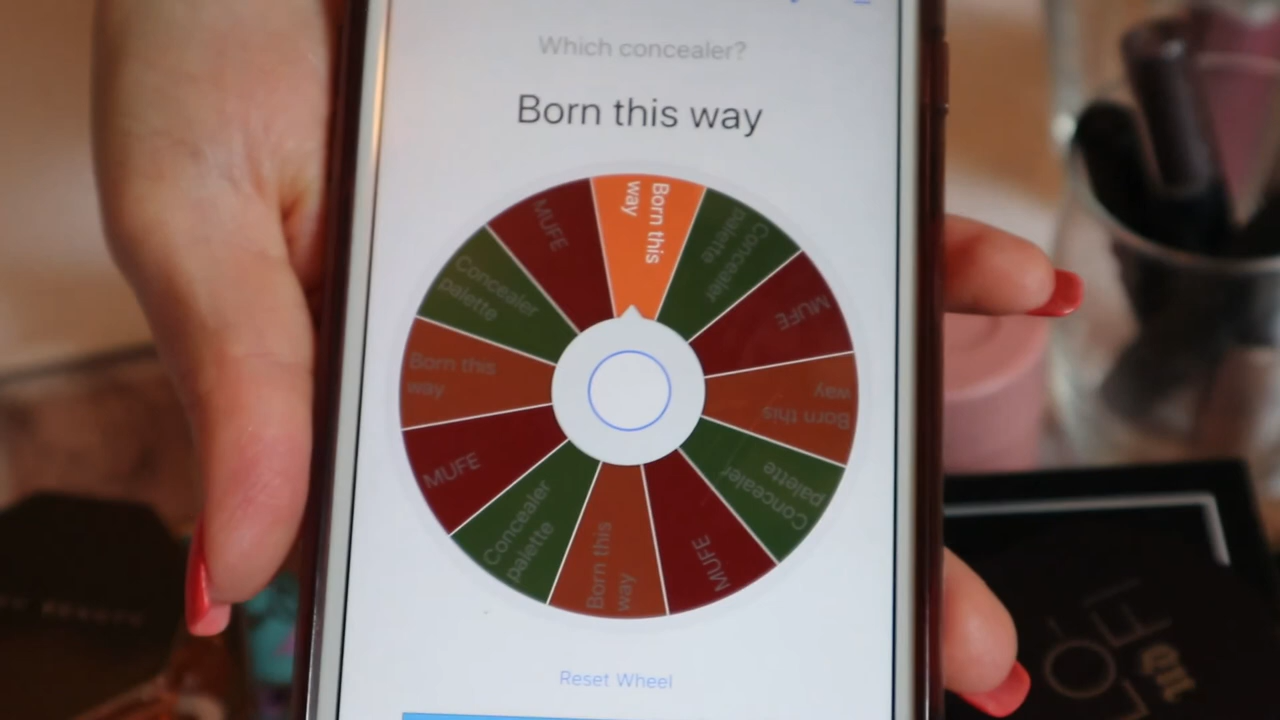 Which concealer?
Born this way
Born this
way
Concealer
palette
MUFE
Born this
way
Concealer
palette
MUFE
Born this
way
Concealer
palette
MUFE
Born this
way
Concealer
palette
MUFE
Reset Wheel